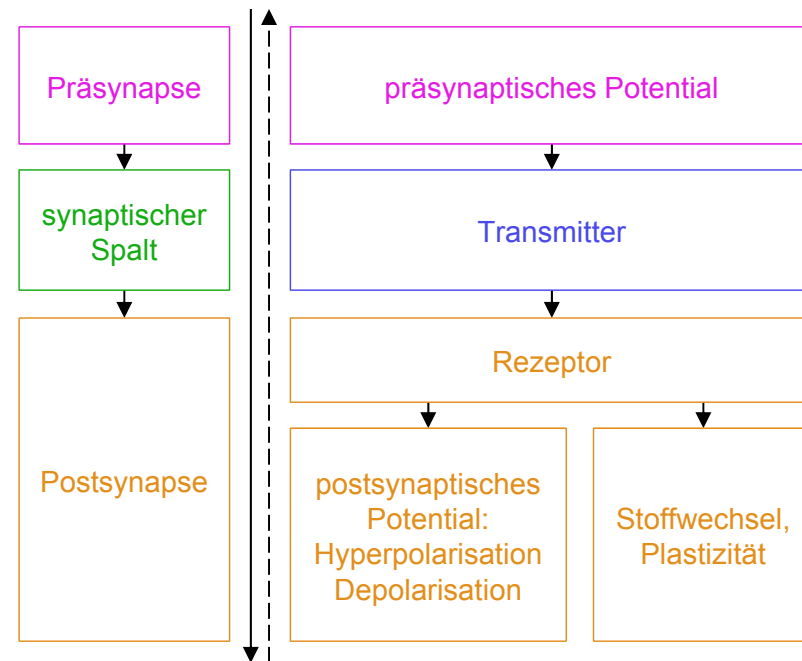 Präsynapse
präsynaptisches Potential
synaptischer
Spalt
Transmitter
Rezeptor
Postsynapse
postsynaptisches
Potential:
Hyperpolarisation
Depolarisation
Stoffwechsel,
Plastizität